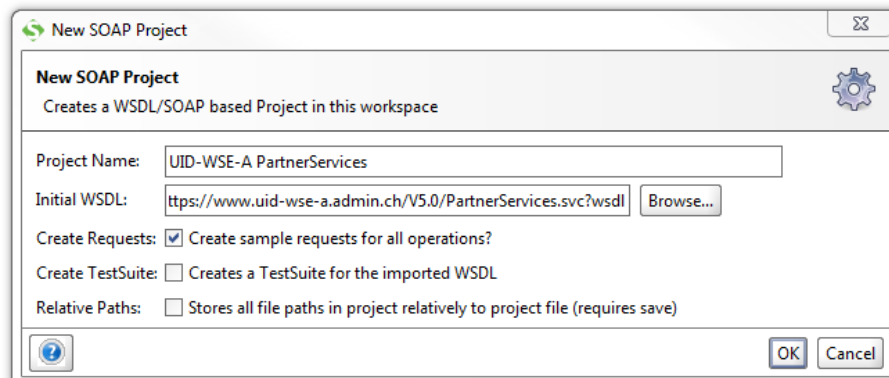 New SOAP Project
New SOAP Project
Creates a WSDL/SOAP based Project in this workspace
Project Name: UID-WSE-A PartnerServices
Initial WSDL: ttps://www.uid-wse-a.admin.ch/V5.0/PartnerServices.svc?wsdl Browse...
Create Requests: Create sample requests for all operations?
Create TestSuite: Creates a TestSuite for the imported WSDL
Relative Paths: Stores all file paths in project relatively to project file (requires save)
? OK Cancel